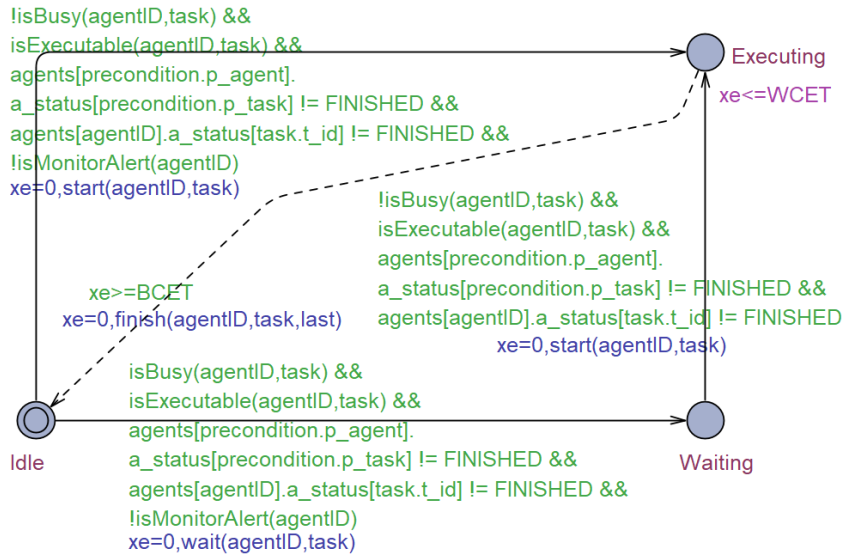 !isBusy(agentID,task) &&
isExecutable(agentID,task) &&
agents[precondition.p_agent].
a_status[precondition.p_task] != FINISHED &&
agents[agentID].a_status[task.t_id] != FINISHED &&
!isMonitorAlert(agentID)
xe=0,start(agentID,task)
Executing
xe<=WCET
!isBusy(agentID,task) &&
isExecutable(agentID,task) &&
agents[precondition.p_agent].
a_status[precondition.p_task] != FINISHED &&
agents[agentID].a_status[task.t_id] != FINISHED
xe=0,start(agentID,task)
xe>=BCET
xe=0,finish(agentID,task,last)
isBusy(agentID,task) &&
isExecutable(agentID,task) &&
agents[precondition.p_agent].
a_status[precondition.p_task] != FINISHED &&
agents[agentID].a_status[task.t_id] != FINISHED &&
!isMonitorAlert(agentID)
xe=0,wait(agentID,task)
Idle
Waiting